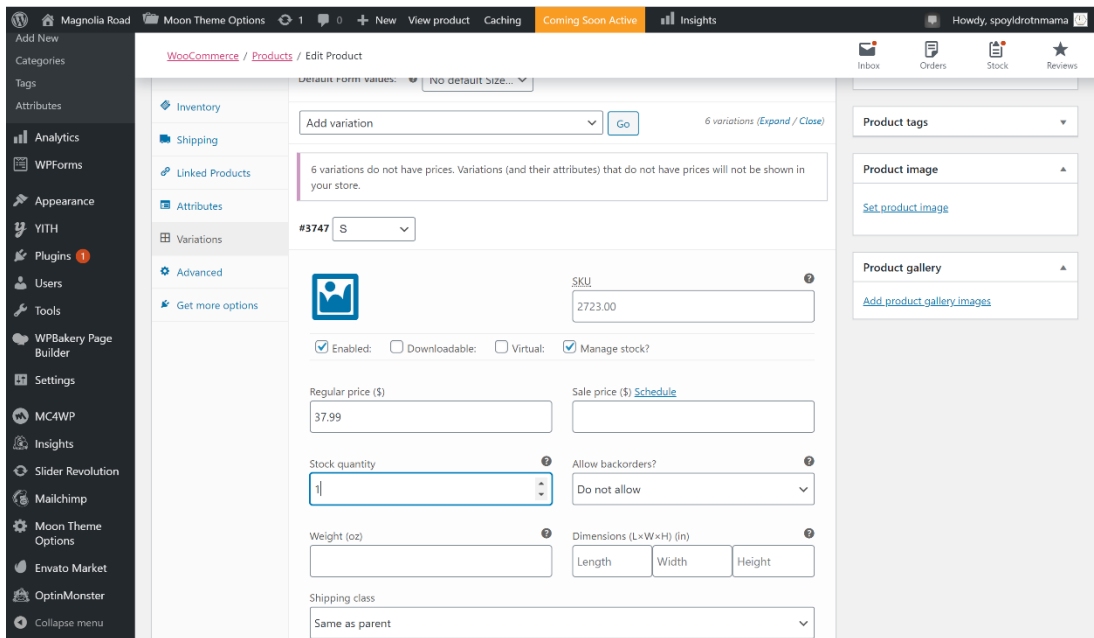 Magnolia Road
Moon Theme Options
1
0
New
View product
Caching
Coming Soon Active
Insights
Howdy, spoyldrotnmama
Add New
Categories
Tags
Attributes
Analytics
WPForms
Appearance
YITH
Plugins 1
Users
Tools
WPBakery Page
Builder
Settings
MC4WP
Insights
Slider Revolution
Mailchimp
Moon Theme
Options
Envato Market
OptinMonster
Collapse menu
WooCommerce / Products / Edit Product
Inbox
Orders
Stock
Reviews
Inventory
Shipping
Linked Products
Attributes
Variations
Advanced
Get more options
Default Form Values: ? No default Size...
Add variation
Go
6 variations (Expand / Close)
6 variations do not have prices. Variations (and their attributes) that do not have prices will not be shown in
your store.
#3747 S
SKU ?
2723.00
Enabled: Downloadable: Virtual: Manage stock?
Regular price ($)
37.99
Sale price ($) Schedule
Stock quantity ?
1
Allow backorders? ?
Do not allow
Weight (oz) ?
Dimensions (L×W×H) (in) ?
Length Width Height
Shipping class
Same as parent
Product tags
Product image
Set product image
Product gallery
Add product gallery images